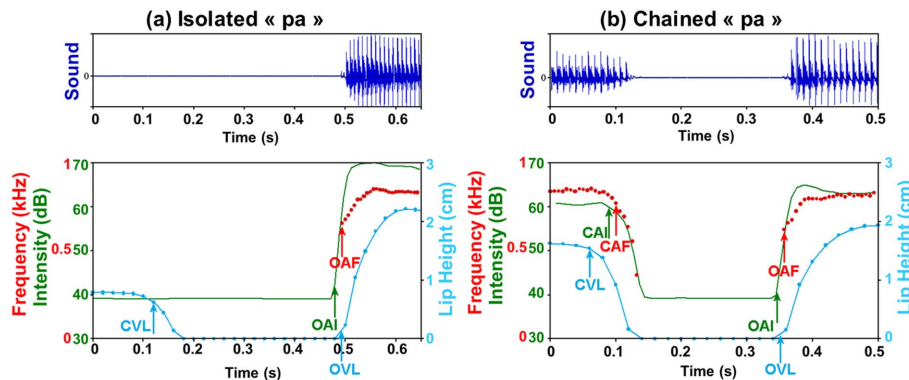 (a) Isolated « pa »
Sound
0
0 0.1 0.2 0.3 0.4 0.5 0.6
Time (s)
Frequency (kHz)
Intensity (dB)
1 70
60
0.5 50
40
0 30
3
2
1
0
Lip Height (cm)
CVL
OAF
OAI
OVL
0 0.1 0.2 0.3 0.4 0.5 0.6
Time (s)
(b) Chained « pa »
Sound
0
0 0.1 0.2 0.3 0.4 0.5
Time (s)
Frequency (kHz)
Intensity (dB)
1 70
60
0.5 50
40
0 30
3
2
1
0
Lip Height (cm)
CAI
CAF
CVL
OAF
OAI
OVL
0 0.1 0.2 0.3 0.4 0.5
Time (s)